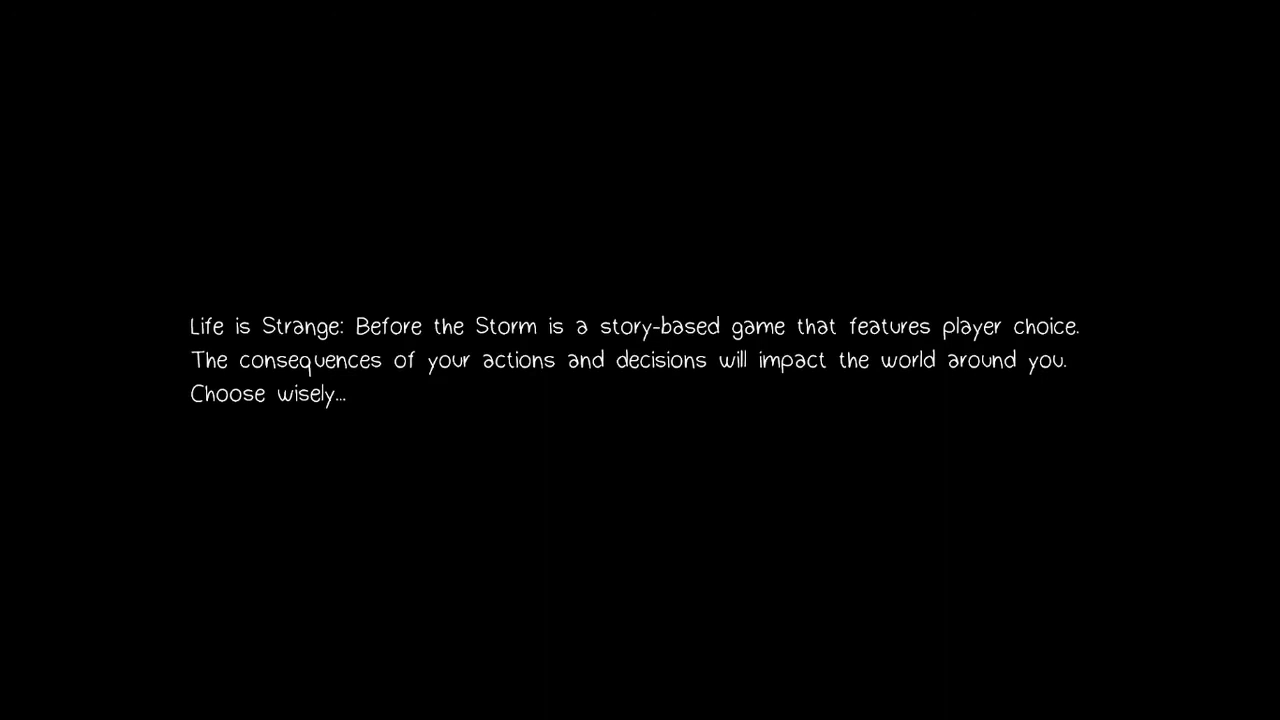 Life is Strange: Before the Storm is a story-based game that features player choice.
The consequences of your actions and decisions will impact the world around you.
Choose wisely...